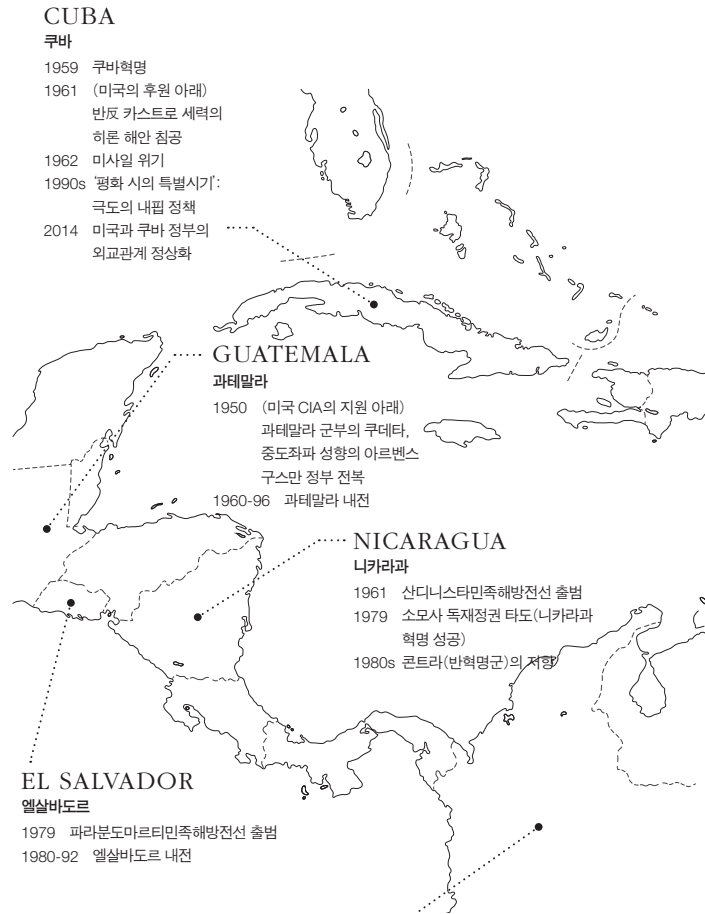 CUBA
쿠바
1959 쿠바혁명
1961 (미국의 후원 아래)
반反 카스트로 세력의
히론 해안 침공
1962 미사일 위기
1990s ‘평화 시의 특별시기’:
극도의 내핍 정책
2014 미국과 쿠바 정부의
외교관계 정상화
GUATEMALA
과테말라
1950 (미국 CIA의 지원 아래)
과테말라 군부의 쿠데타,
중도좌파 성향의 아르벤스
구스만 정부 전복
1960-96 과테말라 내전
NICARAGUA
니카라과
1961 산디니스타민족해방전선 출범
1979 소모사 독재정권 타도(니카라과
혁명 성공)
1980s 콘트라(반혁명군)의 저항
EL SALVADOR
엘살바도르
1979 파라분도마르티민족해방전선 출범
1980-92 엘살바도르 내전